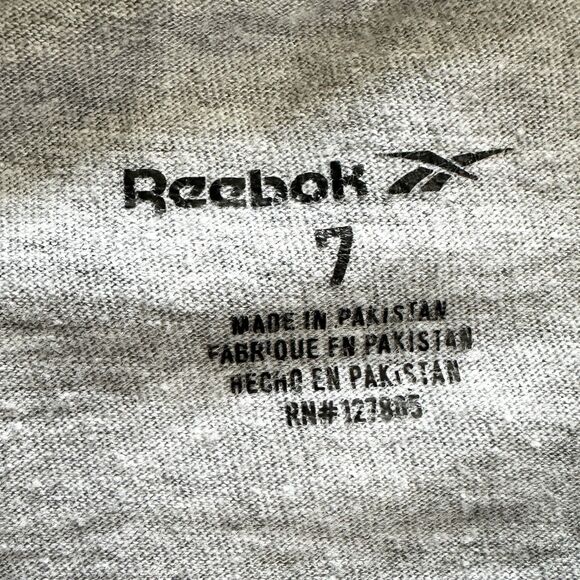 Reebok
7
MADE IN PAKISTAN
FABRIQUE EN PAKISTAN
HECHO EN PAKISTAN
RN# 127805